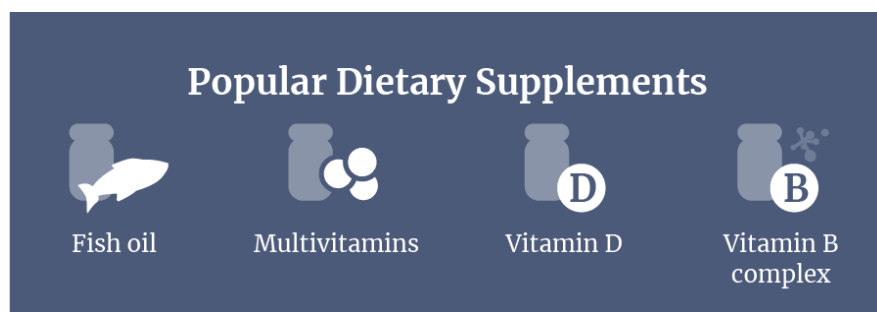 Popular Dietary Supplements
D
B
Fish oil
Multivitamins
Vitamin D
Vitamin B
complex